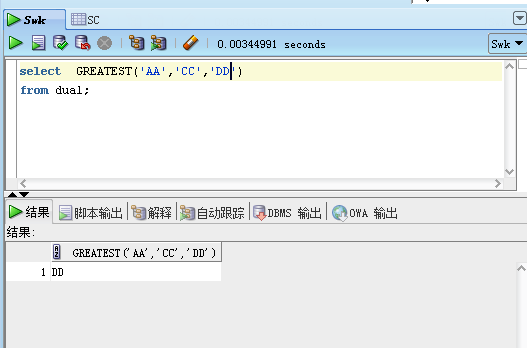 Swk
SC
0.00344991 seconds
Swk
select GREATEST('AA','CC','DD')
from dual;
结果 脚本输出 解释 自动跟踪 DBMS 输出 OWA 输出
结果:
GREATEST('AA','CC','DD')
1 DD